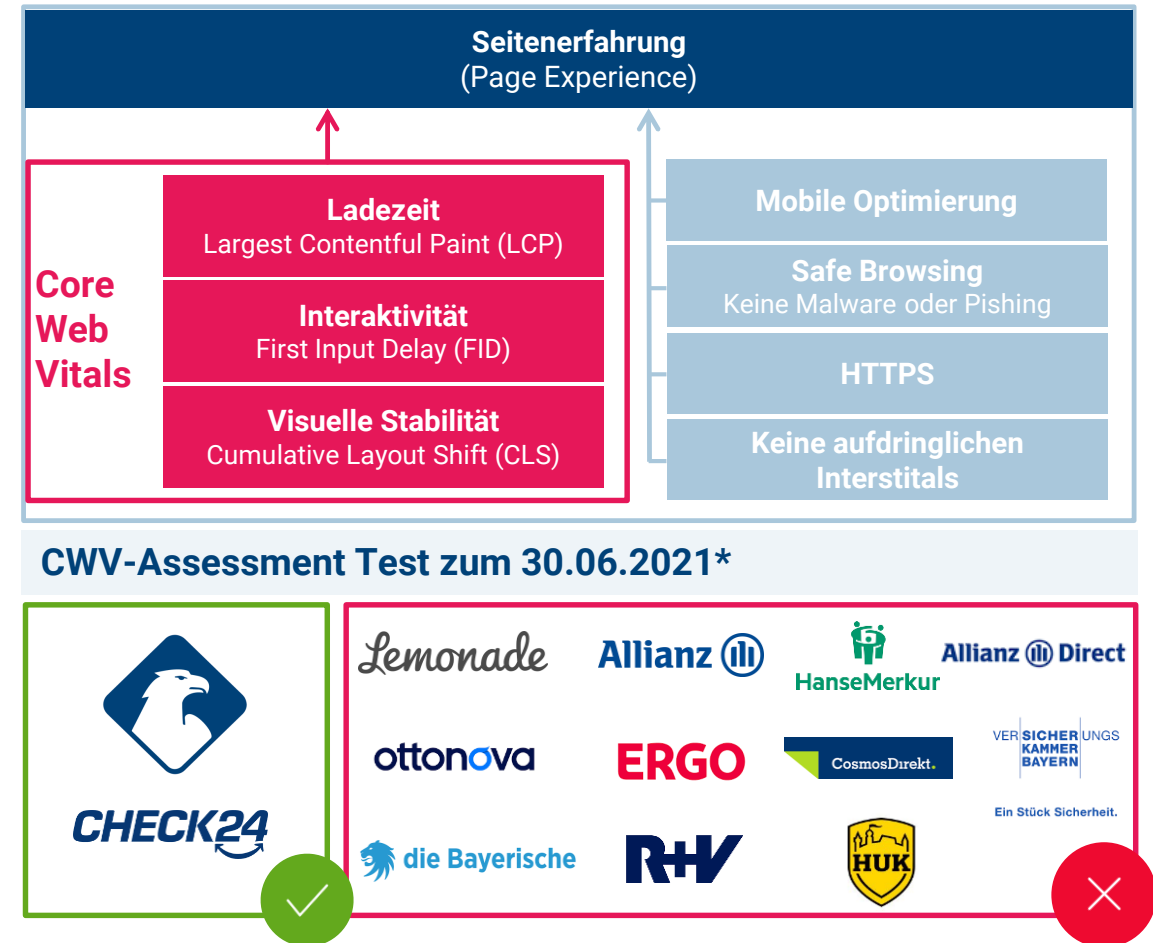 Seitenerfahrung
(Page Experience)
Core
Web
Vitals
Ladezeit
Largest Contentful Paint (LCP)
Interaktivität
First Input Delay (FID)
Visuelle Stabilität
Cumulative Layout Shift (CLS)
Mobile Optimierung
Safe Browsing
Keine Malware oder Pishing
HTTPS
Keine aufdringlichen
Interstitals
CWV-Assessment Test zum 30.06.2021*
CHECK24
Lemonade
Allianz
HanseMerkur
Allianz Direct
ottonova
ERGO
CosmosDirekt.
VERSICHERUNGS
KAMMER
BAYERN
Ein Stück Sicherheit.
die Bayerische
R+V
HUK